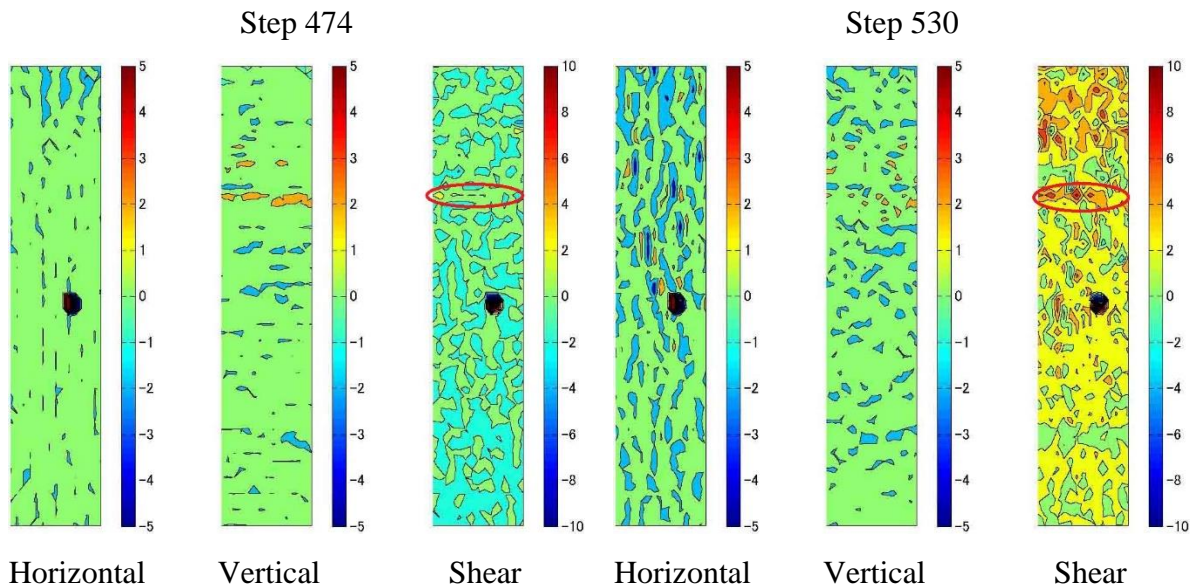 Step 474 Step 530
5 5 10 5 5 10
4 4 8 4 4 8
3 3 6 3 3 6
2 2 4 2 2 4
1 1 2 1 1 2
0 0 0 0 0 0
-1 -1 -2 -1 -1 -2
-2 -2 -4 -2 -2 -4
-3 -3 -6 -3 -3 -6
-4 -4 -8 -4 -4 -8
-5 -5 -10 -5 -5 -10
Horizontal Vertical Shear Horizontal Vertical Shear